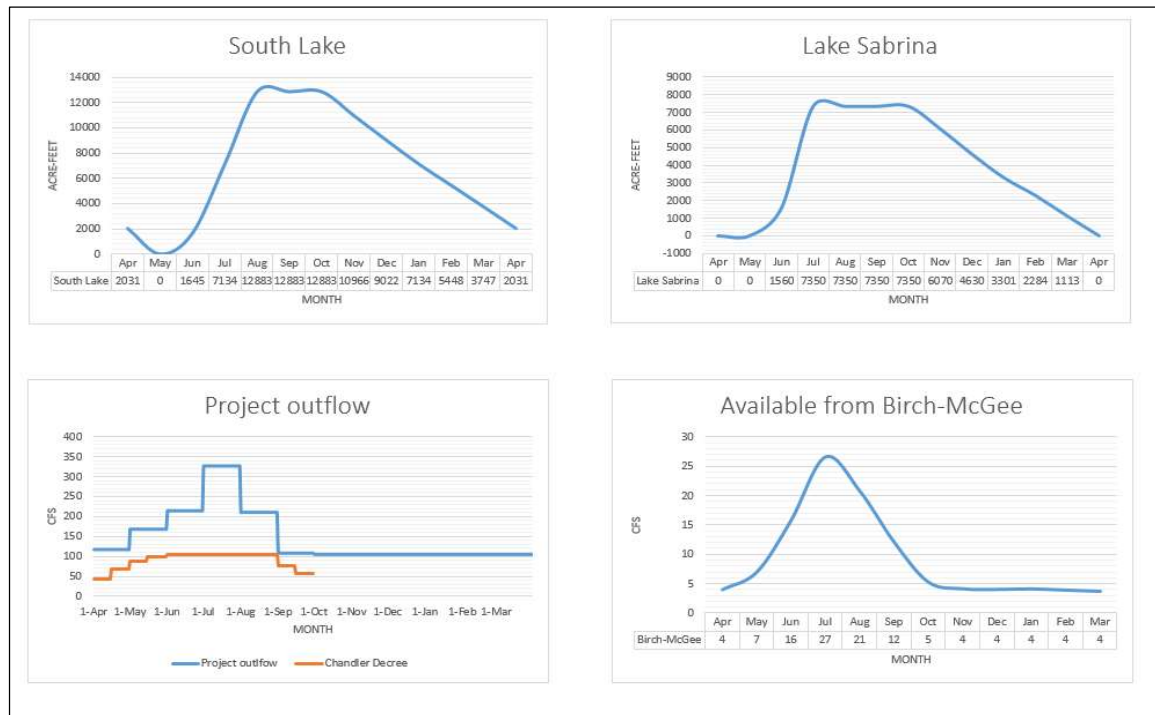 South Lake
14000
12000
10000
8000
6000
4000
2000
0
ACRE-FEET
Apr May Jun Jul Aug Sep Oct Nov Dec Jan Feb Mar Apr
South Lake 2031 0 1645 7134 12883 12883 12883 10966 9022 7134 5448 3747 2031
MONTH
Lake Sabrina
9000
8000
7000
6000
5000
4000
3000
2000
1000
0
-1000
ACRE-FEET
Apr May Jun Jul Aug Sep Oct Nov Dec Jan Feb Mar Apr
Lake Sabrina 0 0 1560 7350 7350 7350 7350 6070 4630 3301 2284 1113 0
MONTH
Project outflow
400
350
300
250
200
150
100
50
0
CFS
1-Apr 1-May 1-Jun 1-Jul 1-Aug 1-Sep 1-Oct 1-Nov 1-Dec 1-Jan 1-Feb 1-Mar
MONTH
Project outlfow Chandler Decree
Available from Birch-McGee
30
25
20
15
10
5
0
CFS
Apr May Jun Jul Aug Sep Oct Nov Dec Jan Feb Mar
Birch-McGee 4 7 16 27 21 12 5 4 4 4 4 4
MONTH